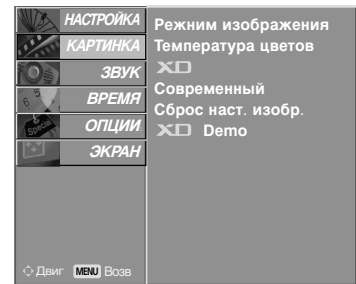 НАСТРОЙКА
КАРТИНКА
ЗВУК
ВРЕМЯ
ОПЦИИ
ЭКРАН
Двиг MENU Возв
Режним изображения
Температура цветов
XD
Современный
Сброс наст. изобр.
XD Demo